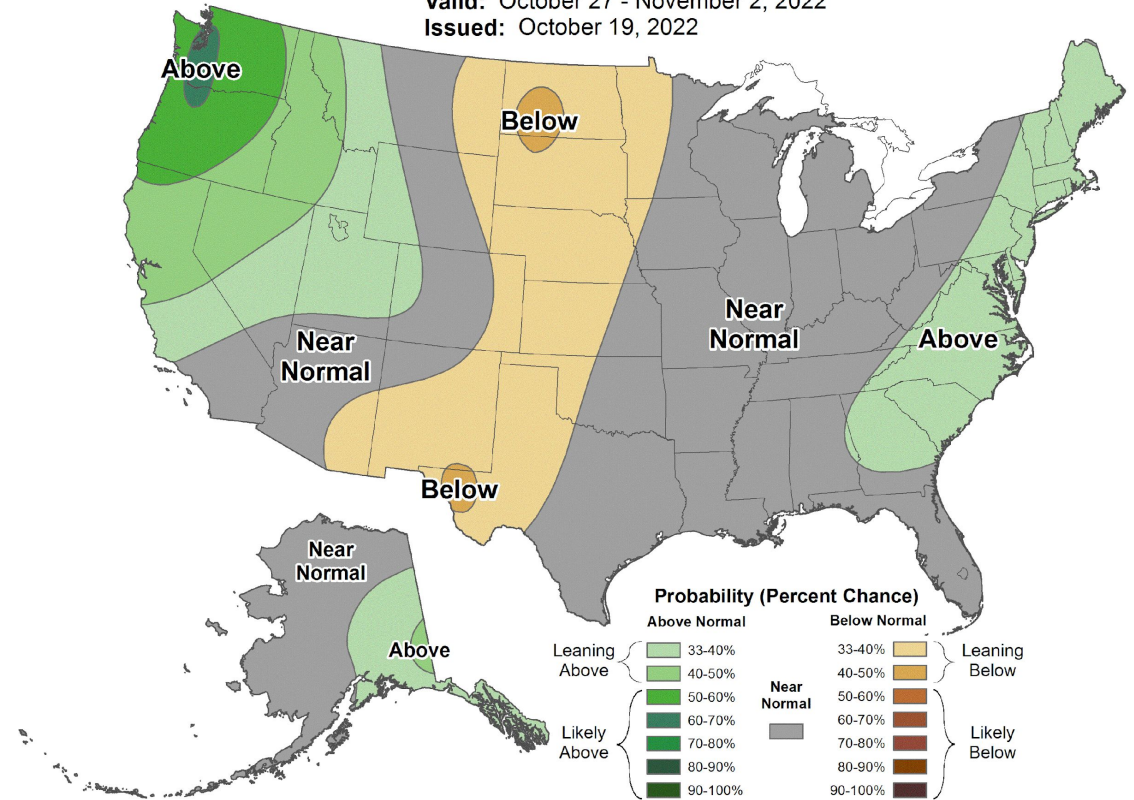 Valid: October 27 - November 2, 2022
Issued: October 19, 2022
Above
Below
Near
Normal
Near
Normal
Above
Below
Near
Normal
Above
Probability (Percent Chance)
Above Normal
Below Normal
Leaning
Above
33-40%
40-50%
Likely
Above
50-60%
60-70%
70-80%
80-90%
90-100%
Near
Normal
33-40%
40-50%
Leaning
Below
50-60%
60-70%
70-80%
80-90%
90-100%
Likely
Below